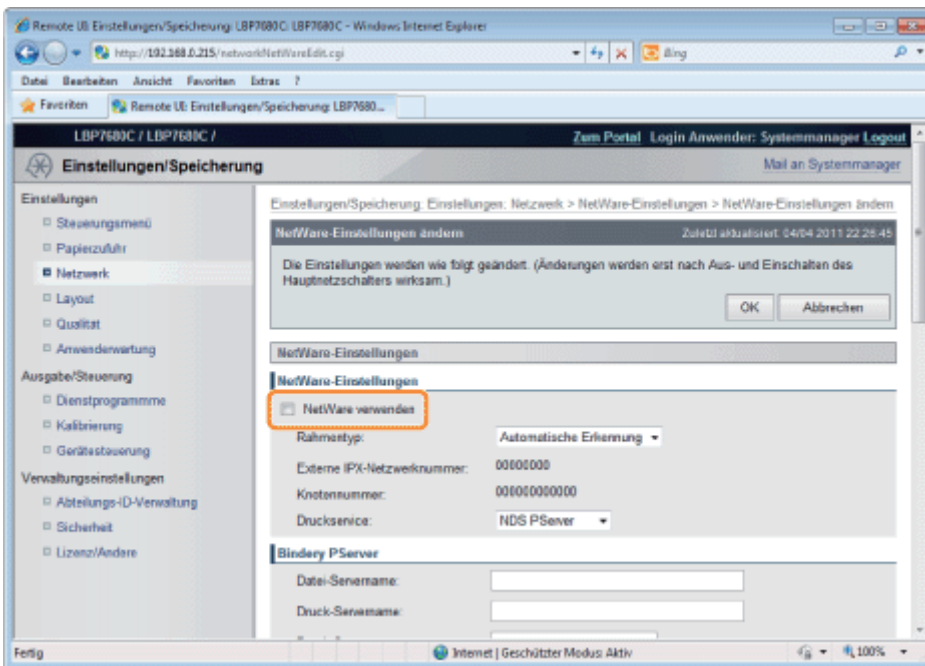 Remote UI: Einstellungen/Speicherung: LBP7680C: LBP7680C - Windows Internet Explorer
http://192.168.0.215/networkNetWareEdit.cgi
Bing
Datei Bearbeiten Ansicht Favoriten Extras ?
Favoriten
Remote UI: Einstellungen/Speicherung: LBP7680...
LBP7680C / LBP7680C /
Zum Portal Login Anwender: Systemmanager Logout
Einstellungen/Speicherung
Mail an Systemmanager
Einstellungen
Steuerungsmenü
Papierzufuhr
Netzwerk
Layout
Qualität
Anwenderwartung
Ausgabe/Steuerung
Dienstprogrammme
Kalibrierung
Gerätesteuerung
Verwaltungseinstellungen
Abteilungs-ID-Verwaltung
Sicherheit
Lizenz/Andere
Einstellungen/Speicherung: Einstellungen: Netzwerk > NetWare-Einstellungen > NetWare-Einstellungen ändern
NetWare-Einstellungen ändern
Zuletzt aktualisiert: 04/04 2011 22:26:45
Die Einstellungen werden wie folgt geändert. (Änderungen werden erst nach Aus- und Einschalten des
Hauptnetzschalters wirksam.)
OK Abbrechen
NetWare-Einstellungen
NetWare-Einstellungen
NetWare verwenden
Rahmentyp: Automatische Erkennung
Externe IPX-Netzwerknummer: 00000000
Knotennummer: 000000000000
Druckservice: NDS PServer
Bindery PServer
Datei-Servername:
Druck-Servername:
Fertig
Internet | Geschützter Modus: Aktiv
100%